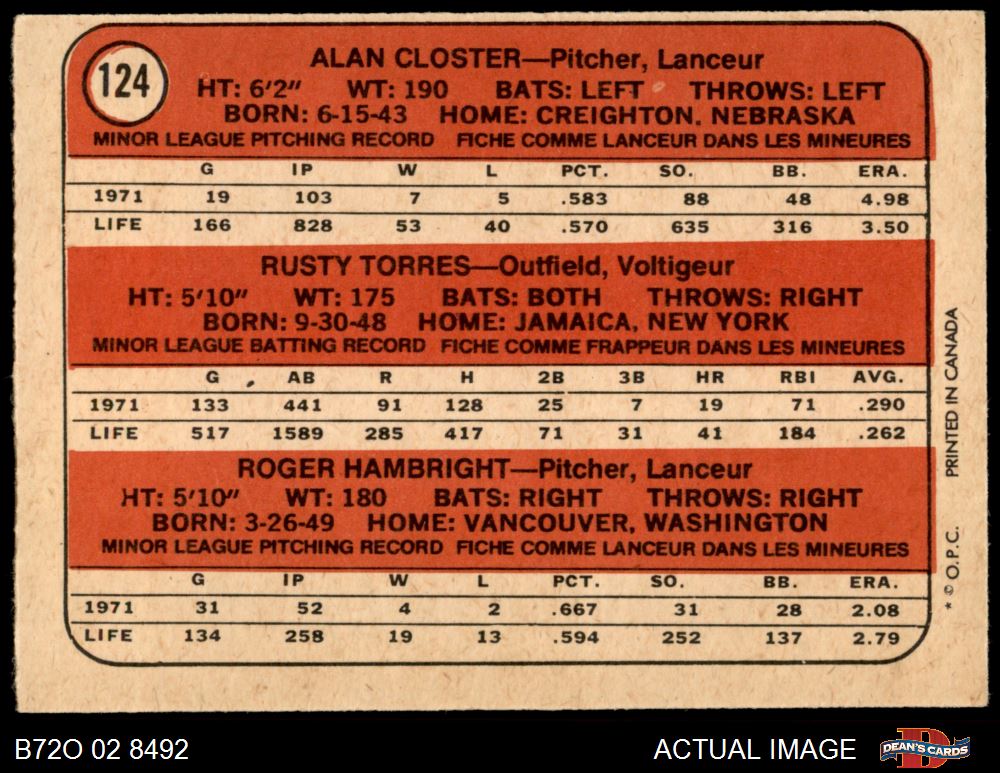 124
ALAN CLOSTER—Pitcher, Lanceur
HT: 6'2" WT: 190 BATS: LEFT THROWS: LEFT
BORN: 6-15-43 HOME: CREIGHTON, NEBRASKA
MINOR LEAGUE PITCHING RECORD FICHE COMME LANCEUR DANS LES MINEURES
G IP W L PCT. SO. BB. ERA.
1971 19 103 7 5 .583 88 48 4.98
LIFE 166 828 53 40 .570 635 316 3.50
RUSTY TORRES—Outfield, Voltigeur
HT: 5'10" WT: 175 BATS: BOTH THROWS: RIGHT
BORN: 9-30-48 HOME: JAMAICA, NEW YORK
MINOR LEAGUE BATTING RECORD FICHE COMME FRAPPEUR DANS LES MINEURES
G AB R H 2B 3B HR RBI AVG.
1971 133 441 91 128 25 7 19 71 .290
LIFE 517 1589 285 417 71 31 41 184 .262
ROGER HAMBRIGHT—Pitcher, Lanceur
HT: 5'10" WT: 180 BATS: RIGHT THROWS: RIGHT
BORN: 3-26-49 HOME: VANCOUVER, WASHINGTON
MINOR LEAGUE PITCHING RECORD FICHE COMME LANCEUR DANS LES MINEURES
G IP W L PCT. SO. BB. ERA.
1971 31 52 4 2 .667 31 28 2.08
LIFE 134 258 19 13 .594 252 137 2.79
* © O.P.C. PRINTED IN CANADA
B72O 02 8492
ACTUAL IMAGE
DEAN'S CARDS